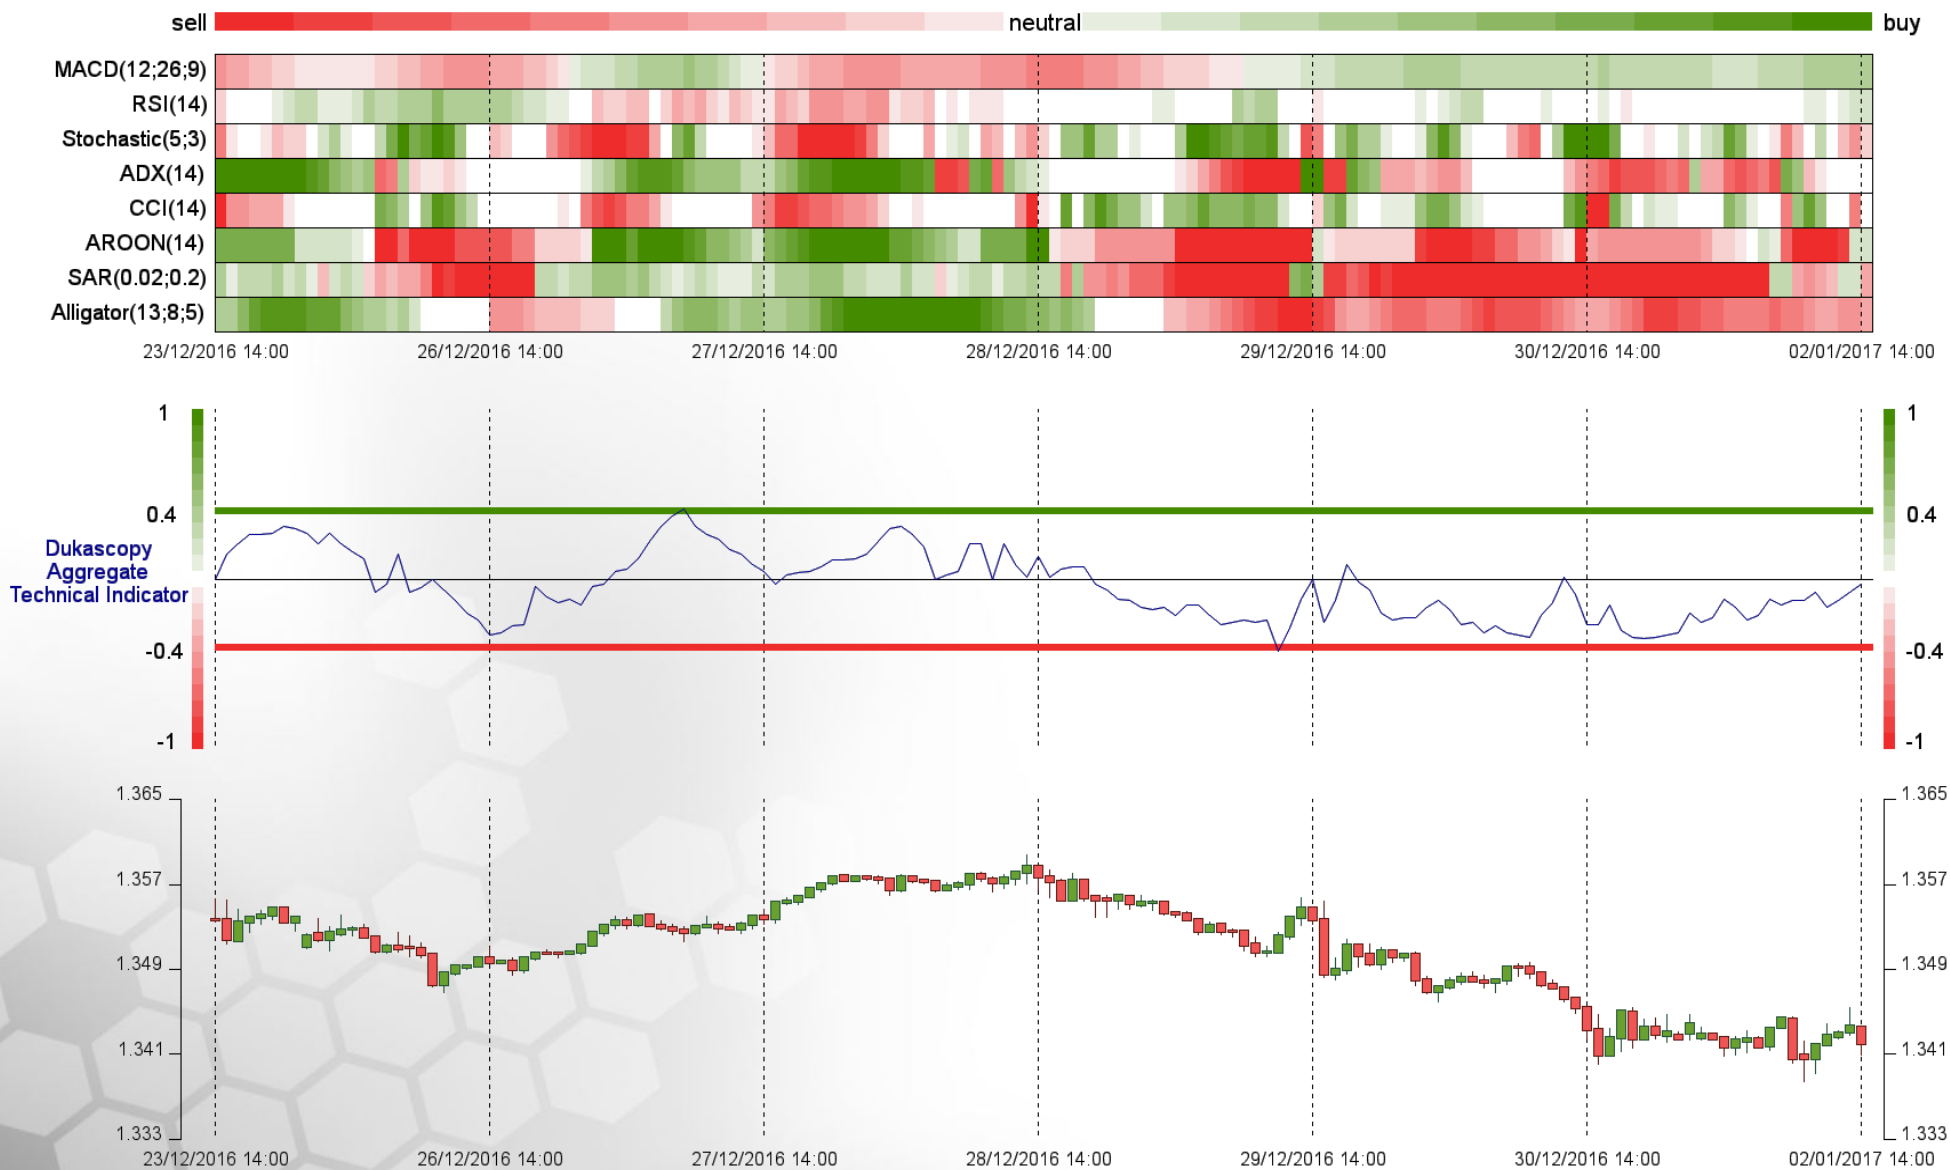 sell neutral buy
MACD(12;26;9)
RSI(14)
Stochastic(5;3)
ADX(14)
CCI(14)
AROON(14)
SAR(0.02;0.2)
Alligator(13;8;5)
23/12/2016 14:00 26/12/2016 14:00 27/12/2016 14:00 28/12/2016 14:00 29/12/2016 14:00 30/12/2016 14:00 02/01/2017 14:00
1 1
0.4 0.4
Dukascopy
Aggregate
Technical Indicator
-0.4 -0.4
-1 -1
1.365 1.365
1.357 1.357
1.349 1.349
1.341 1.341
1.333 1.333
23/12/2016 14:00 26/12/2016 14:00 27/12/2016 14:00 28/12/2016 14:00 29/12/2016 14:00 30/12/2016 14:00 02/01/2017 14:00